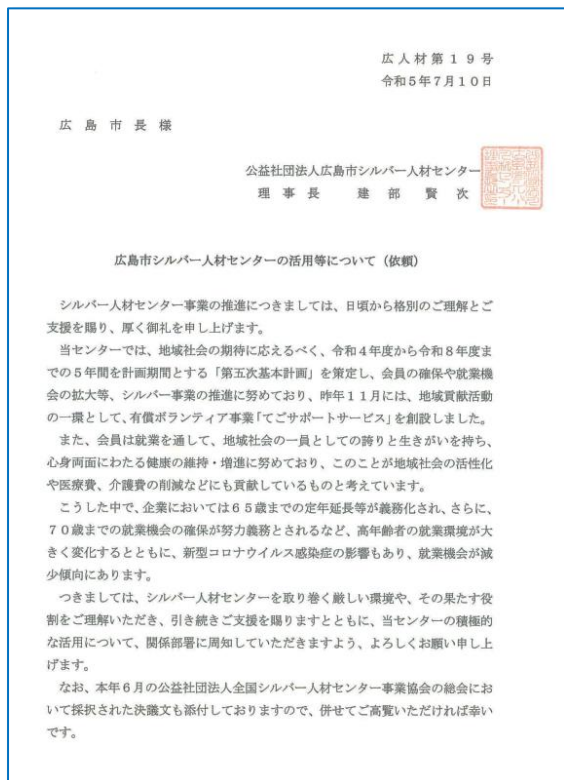 広人材第１９号
令和5年7月10日
広島市長様
公益社団法人広島市シルバー人材センター
理事長　建部　賢次
広島市シルバー人材センターの活用等について（依頼）
シルバー人材センター事業の推進につきましては、日頃から格別のご理解とご
支援を賜り、厚く御礼を申し上げます。
当センターでは、地域社会の期待に応えるべく、令和4年度から令和8年度ま
での5年間を計画期間とする「第五次基本計画」を策定し、会員の確保や就業機
会の拡大等、シルバー事業の推進に努めており、昨年11月には、地域貢献活動
の一環として、有償ボランティア事業「てごサポートサービス」を創設しました。
また、会員は就業を通して、地域社会の一員としての誇りと生きがいを持ち、
心身両面にわたる健康の維持・増進に努めており、このことが地域社会の活性化
や医療費、介護費の削減などにも貢献しているものと考えています。
こうした中で、企業においては65歳までの定年延長等が義務化され、さらに、
70歳までの就業機会の確保が努力義務とされるなど、高年齢者の就業環境が大
きく変化するとともに、新型コロナウイルス感染症の影響もあり、就業機会が減
少傾向にあります。
つきましては、シルバー人材センターを取り巻く厳しい環境や、その果たす役
割をご理解いただき、引き続きご支援を賜りますとともに、当センターの積極的
な活用について、関係部署に周知していただきますよう、よろしくお願い申し上
げます。
なお、本年6月の公益社団法人全国シルバー人材センター事業協会の総会にお
いて採択された決議文も添付しておりますので、併せてご高覧いただければ幸い
です。